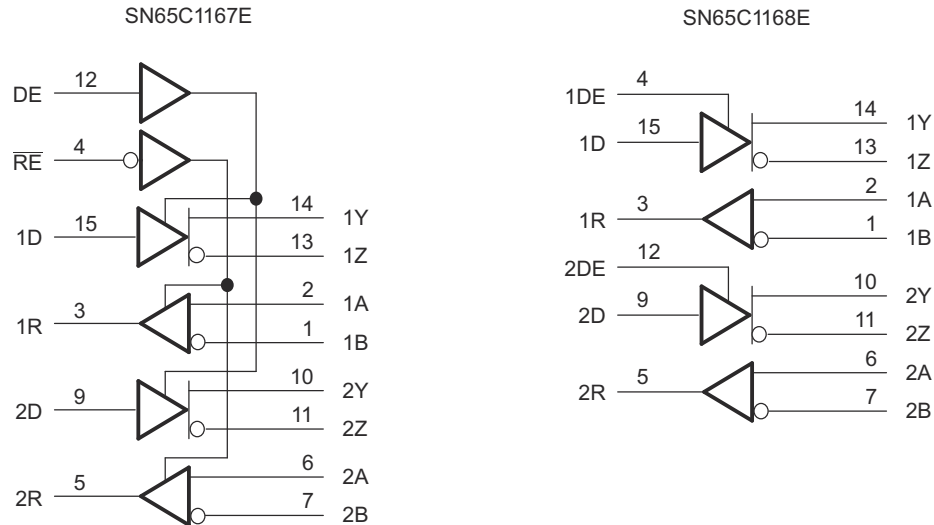 SN65C1167E
DE 12
RE 4
1D 15 14 1Y
13 1Z
1R 3 2 1A
1 1B
2D 9 10 2Y
11 2Z
2R 5 6 2A
7 2B
SN65C1168E
1DE 4
1D 15 14 1Y
13 1Z
1R 3 2 1A
1 1B
2DE 12
2D 9 10 2Y
11 2Z
2R 5 6 2A
7 2B